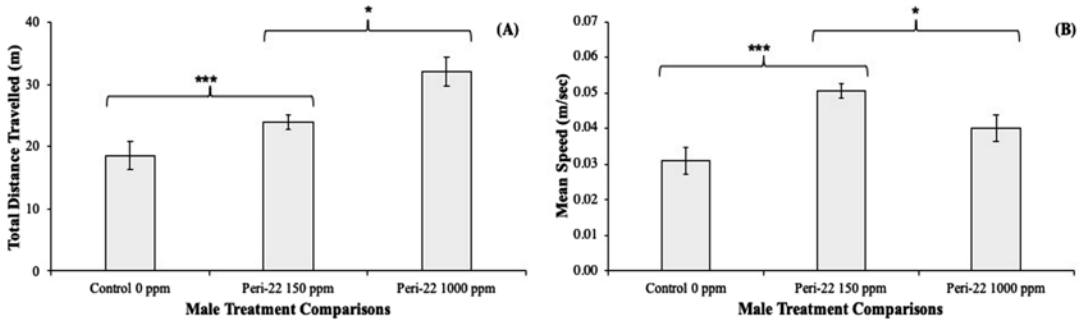 (A)
Total Distance Travelled (m)
40
30
20
10
0
***
*
Control 0 ppm
Peri-22 150 ppm
Peri-22 1000 ppm
Male Treatment Comparisons
(B)
Mean Speed (m/sec)
0.07
0.06
0.05
0.04
0.03
0.02
0.01
0.00
***
*
Control 0 ppm
Peri-22 150 ppm
Peri-22 1000 ppm
Male Treatment Comparisons